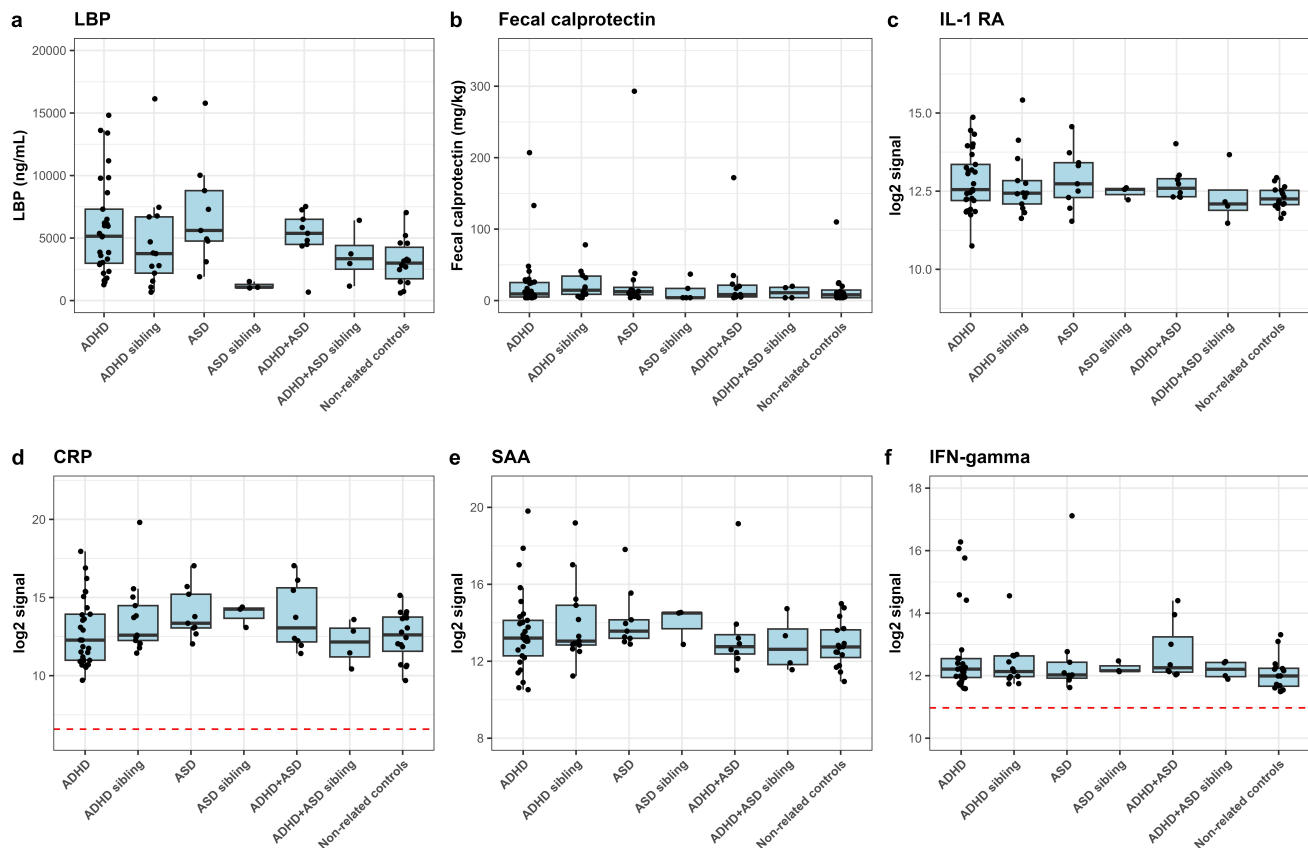 a LBP
LBP (ng/mL)
20000
15000
10000
5000
0
ADHD
ADHD sibling
ASD
ASD sibling
ADHD+ASD
ADHD+ASD sibling
Non-related controls
b Fecal calprotectin
Fecal calprotectin (mg/kg)
300
200
100
0
ADHD
ADHD sibling
ASD
ASD sibling
ADHD+ASD
ADHD+ASD sibling
Non-related controls
c IL-1 RA
log2 signal
15.0
12.5
10.0
ADHD
ADHD sibling
ASD
ASD sibling
ADHD+ASD
ADHD+ASD sibling
Non-related controls
d CRP
log2 signal
20
15
10
ADHD
ADHD sibling
ASD
ASD sibling
ADHD+ASD
ADHD+ASD sibling
Non-related controls
e SAA
log2 signal
20
16
12
8
ADHD
ADHD sibling
ASD
ASD sibling
ADHD+ASD
ADHD+ASD sibling
Non-related controls
f IFN-gamma
log2 signal
18
16
14
12
10
ADHD
ADHD sibling
ASD
ASD sibling
ADHD+ASD
ADHD+ASD sibling
Non-related controls